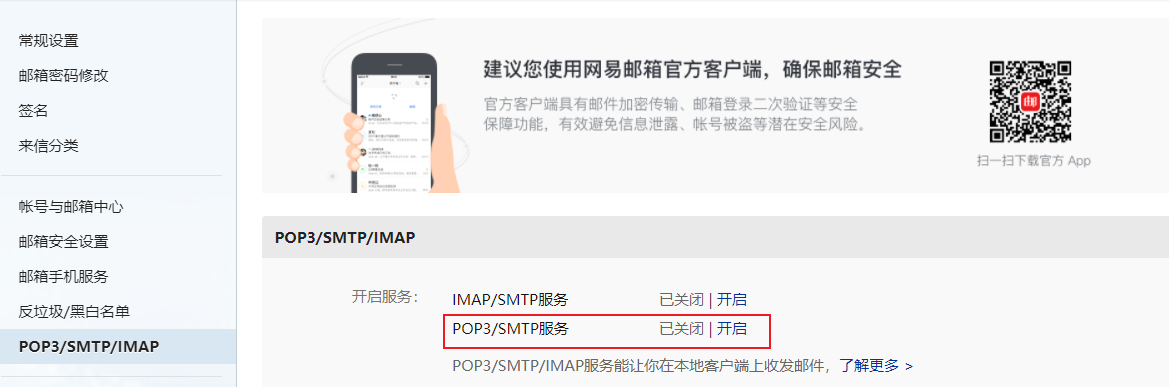 常规设置
邮箱密码修改
签名
来信分类
帐号与邮箱中心
邮箱安全设置
邮箱手机服务
反垃圾/黑白名单
POP3/SMTP/IMAP
建议您使用网易邮箱官方客户端，确保邮箱安全
官方客户端具有邮件加密传输、邮箱登录二次验证等安全
保障功能，有效避免信息泄露、帐号被盗等潜在安全风险。
邮
扫一扫下载官方 App
POP3/SMTP/IMAP
开启服务： IMAP/SMTP服务 已关闭 | 开启
POP3/SMTP服务 已关闭 | 开启
POP3/SMTP/IMAP服务能让你在本地客户端上收发邮件，了解更多 >